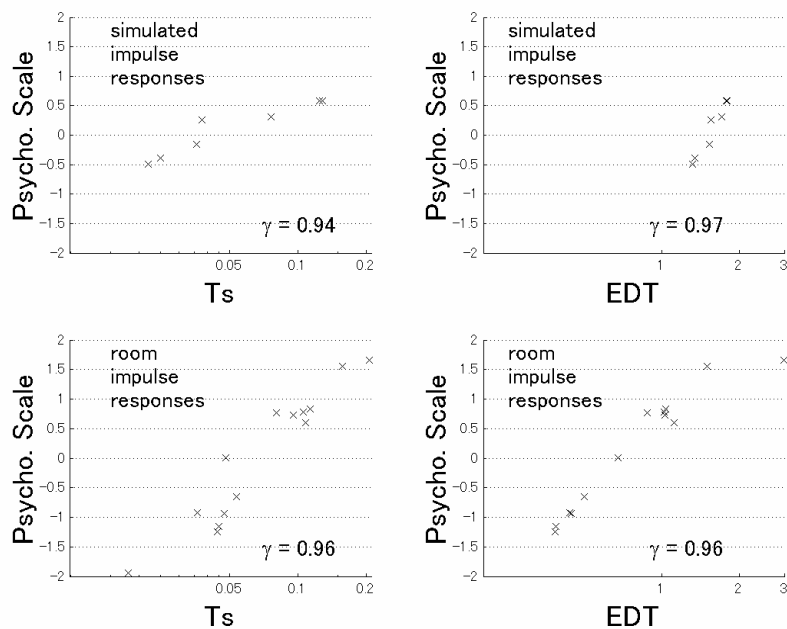 2
1.5
1
0.5
0
-0.5
-1
-1.5
-2
Psycho. Scale
simulated
impulse
responses
γ = 0.94
0.05
0.1
0.2
Ts
2
1.5
1
0.5
0
-0.5
-1
-1.5
-2
Psycho. Scale
simulated
impulse
responses
γ = 0.97
1
2
3
EDT
2
1.5
1
0.5
0
-0.5
-1
-1.5
-2
Psycho. Scale
room
impulse
responses
γ = 0.96
0.05
0.1
0.2
Ts
2
1.5
1
0.5
0
-0.5
-1
-1.5
-2
Psycho. Scale
room
impulse
responses
γ = 0.96
1
2
3
EDT